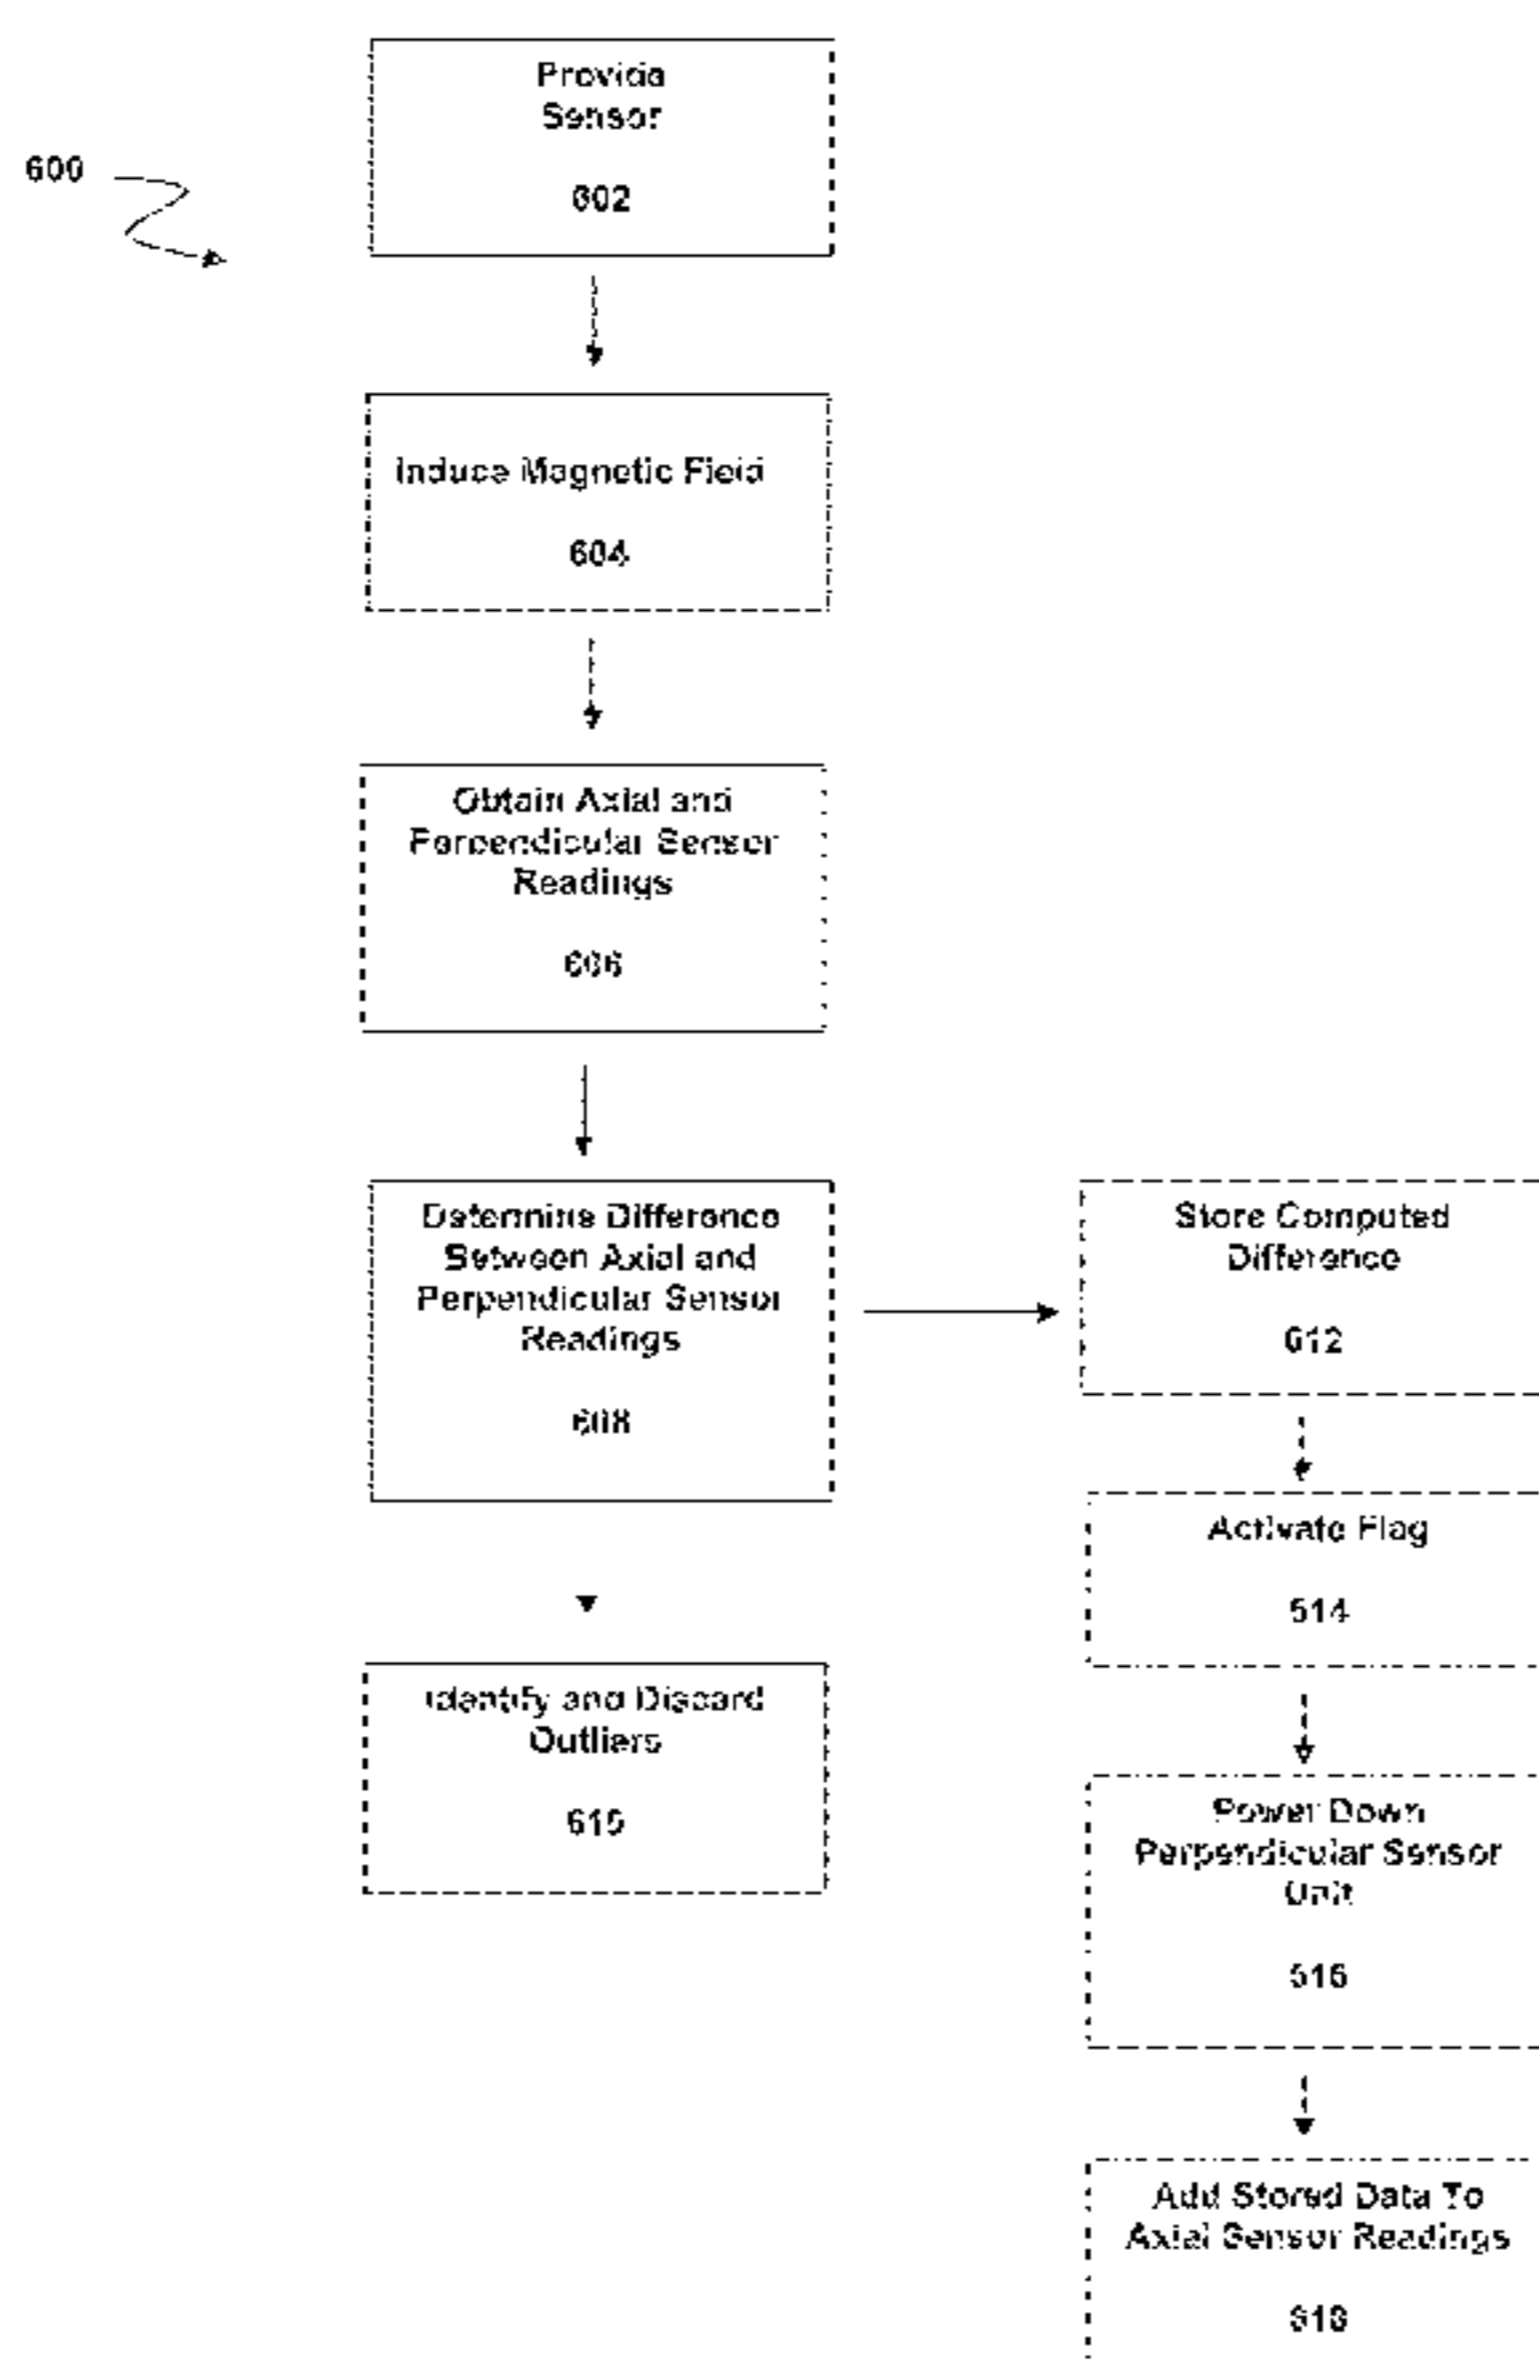 600
Provide
Sensor
602
Induce Magnetic Field
604
Obtain Axial and
Perpendicular Sensor
Readings
606
Determine Difference
Between Axial and
Perpendicular Sensor
Readings
608
Store Computed
Difference
612
Activate Flag
614
Identify and Discard
Outliers
610
Power Down
Perpendicular Sensor
Unit
616
Add Stored Data To
Axial Sensor Readings
618